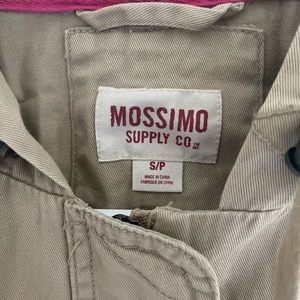 MOSSIMO
SUPPLY CO.
S/P
MADE IN CHINA
FABRIQUÉ EN CHINE